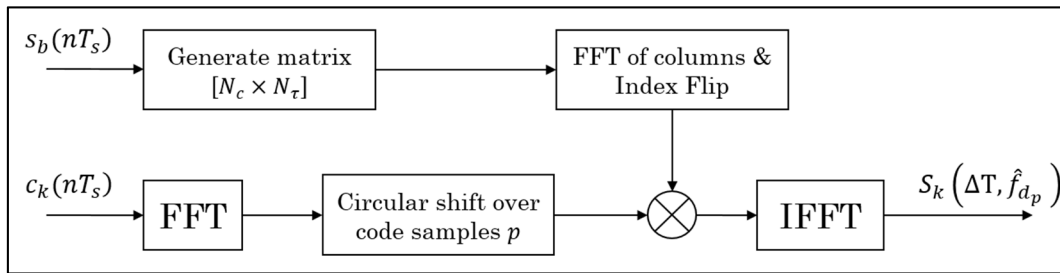 s_b(nT_s)
Generate matrix
[N_c × N_τ]
FFT of columns &
Index Flip
c_k(nT_s)
FFT
Circular shift over
code samples p
IFFT
S_k(ΔT, f̂_{d_p})